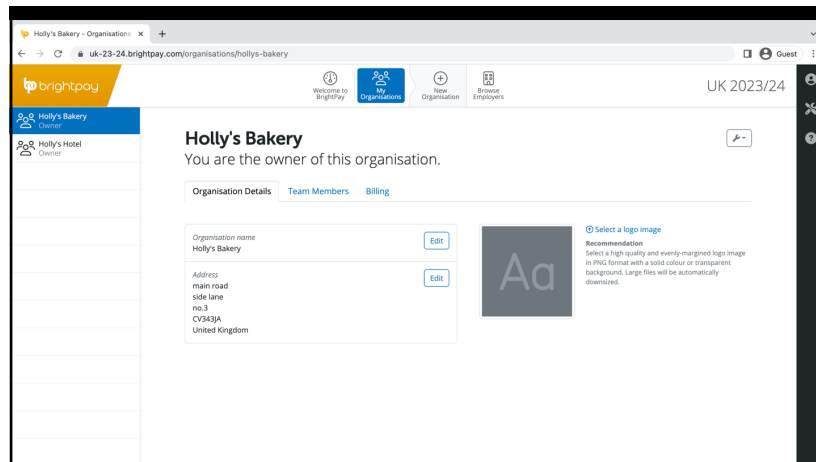 Holly's Bakery - Organisations
uk-23-24.brightpay.com/organisations/hollys-bakery
Guest
brightpay
Welcome to
BrightPay
My
Organisations
New
Organisation
Browse
Employers
UK 2023/24
Holly's Bakery
Owner
Holly's Hotel
Owner
Holly's Bakery
You are the owner of this organisation.
Organisation Details
Team Members
Billing
Organisation name
Holly's Bakery
Edit
Address
main road
side lane
no.3
CV343JA
United Kingdom
Edit
Aa
Select a logo image
Recommendation
Select a high quality and evenly-margined logo image
in PNG format with a solid colour or transparent
background. Large files will be automatically
downsized.